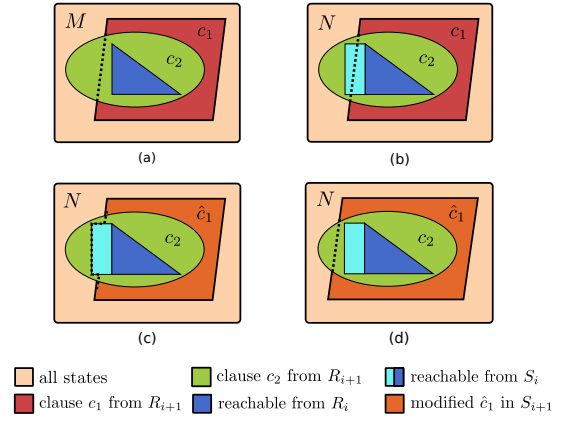 M
c₁
c₂
(a)
N
c₁
c₂
(b)
N
ĉ₁
c₂
(c)
N
ĉ₁
c₂
(d)
all states
clause c₂ from Rᵢ₊₁
reachable from Sᵢ
clause c₁ from Rᵢ₊₁
reachable from Rᵢ
modified ĉ₁ in Sᵢ₊₁